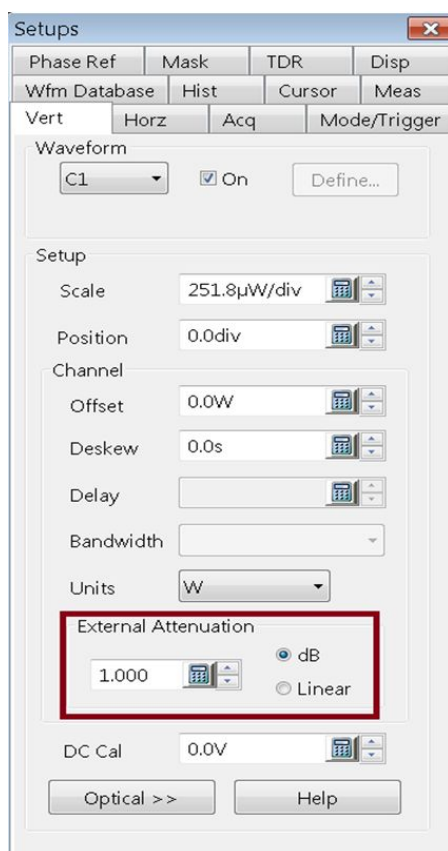 Setups
Phase Ref Mask TDR Disp
Wfm Database Hist Cursor Meas
Vert Horz Acq Mode/Trigger
Waveform
C1 On Define...
Setup
Scale 251.8µW/div
Position 0.0div
Channel
Offset 0.0W
Deskew 0.0s
Delay
Bandwidth
Units W
External Attenuation
dB
1.000
Linear
DC Cal 0.0V
Optical >> Help